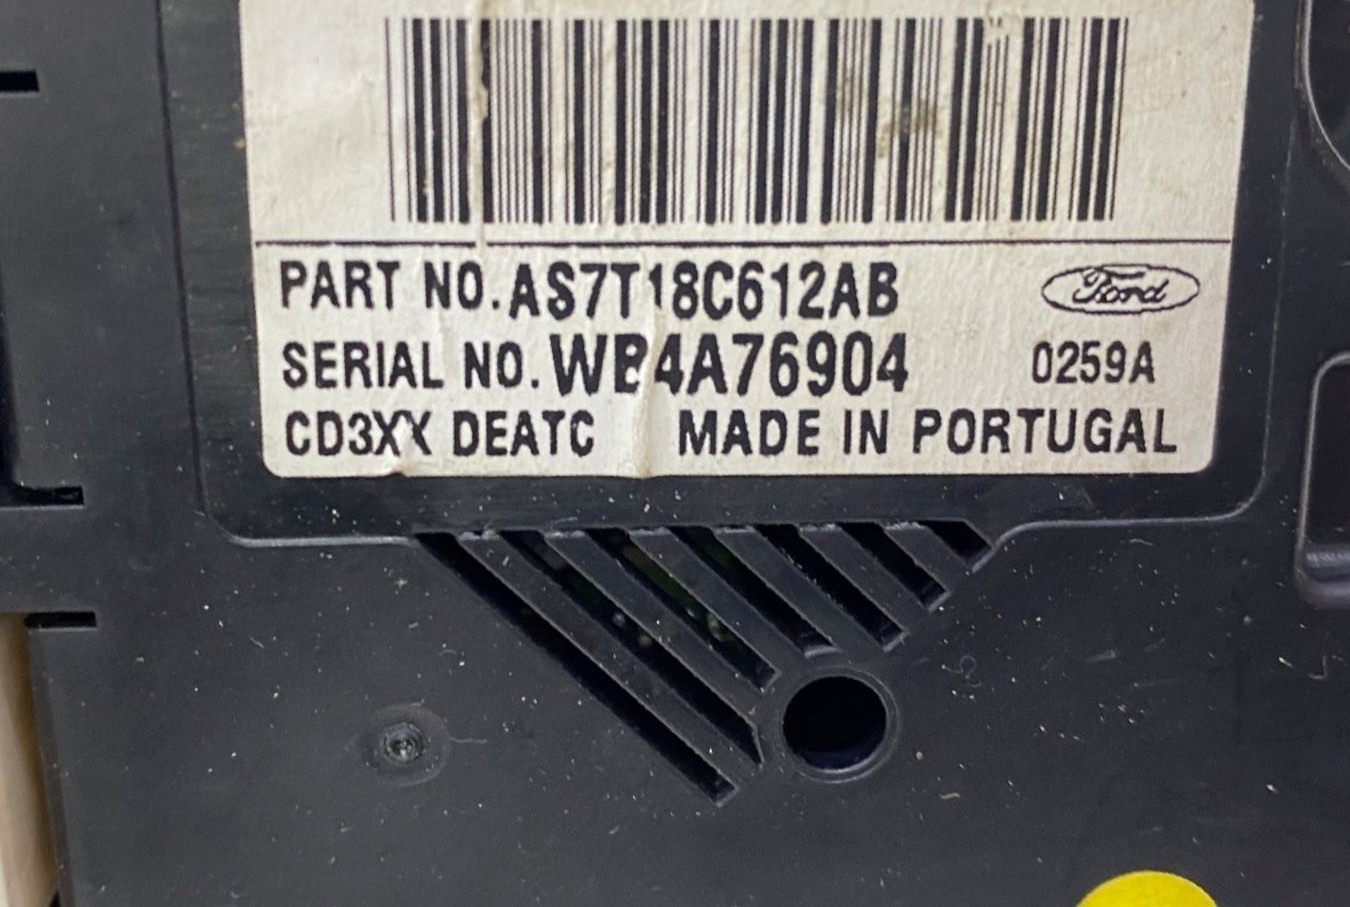 PART NO. AS7T18C612AB Ford
SERIAL NO. WB4A76904 0259A
CD3XX DEATC MADE IN PORTUGAL